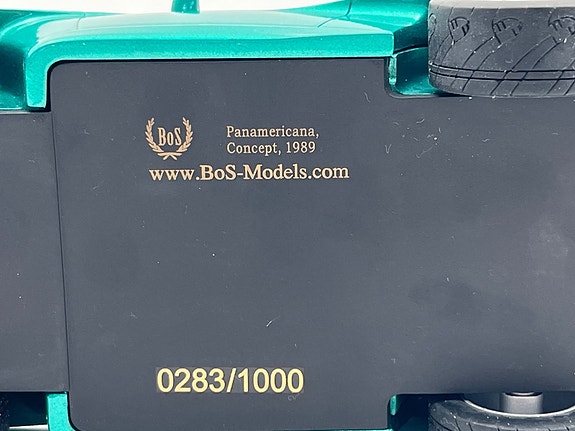 BoS
Panamericana,
Concept, 1989
www.BoS-Models.com
0283/1000